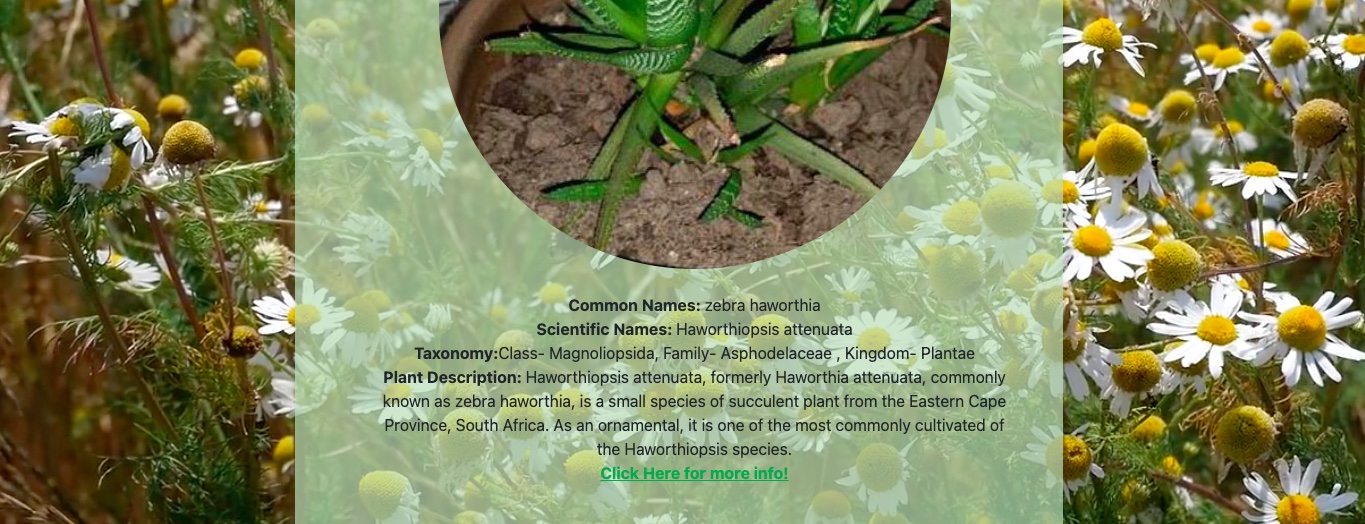 Common Names: zebra haworthia
Scientific Names: Haworthiopsis attenuata
Taxonomy:Class- Magnoliopsida, Family- Asphodelaceae , Kingdom- Plantae
Plant Description: Haworthiopsis attenuata, formerly Haworthia attenuata, commonly
known as zebra haworthia, is a small species of succulent plant from the Eastern Cape
Province, South Africa. As an ornamental, it is one of the most commonly cultivated of
the Haworthiopsis species.
Click Here for more info!